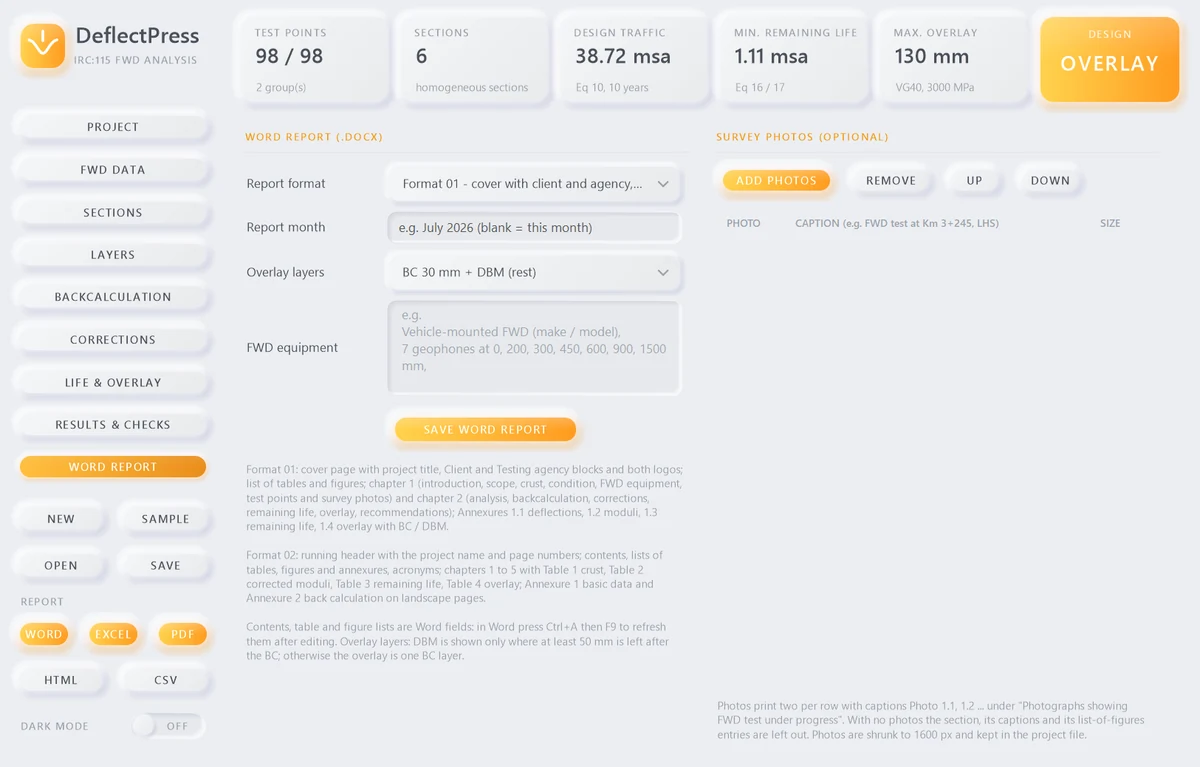 DeflectPress
IRC:115 FWD ANALYSIS
TEST POINTS
98 / 98
2 group(s)
SECTIONS
6
homogeneous sections
DESIGN TRAFFIC
38.72 msa
Eq 10, 10 years
MIN. REMAINING LIFE
1.11 msa
Eq 16 / 17
MAX. OVERLAY
130 mm
VG40, 3000 MPa
DESIGN
OVERLAY
PROJECT
FWD DATA
SECTIONS
LAYERS
BACKCALCULATION
CORRECTIONS
LIFE & OVERLAY
RESULTS & CHECKS
WORD REPORT
NEW
SAMPLE
OPEN
SAVE
REPORT
WORD
EXCEL
PDF
HTML
CSV
DARK MODE
OFF
WORD REPORT (.DOCX)
Report format
Format 01 - cover with client and agency,...
Report month
e.g. July 2026 (blank = this month)
Overlay layers
BC 30 mm + DBM (rest)
FWD equipment
e.g.
Vehicle-mounted FWD (make / model),
7 geophones at 0, 200, 300, 450, 600, 900, 1500
mm,
SAVE WORD REPORT
Format 01: cover page with project title, Client and Testing agency blocks and both logos;
list of tables and figures; chapter 1 (introduction, scope, crust, condition, FWD equipment,
test points and survey photos) and chapter 2 (analysis, backcalculation, corrections,
remaining life, overlay, recommendations); Annexures 1.1 deflections, 1.2 moduli, 1.3
remaining life, 1.4 overlay with BC / DBM.
Format 02: running header with the project name and page numbers; contents, lists of
tables, figures and annexures, acronyms; chapters 1 to 5 with Table 1 crust, Table 2
corrected moduli, Table 3 remaining life, Table 4 overlay; Annexure 1 basic data and
Annexure 2 back calculation on landscape pages.
Contents, table and figure lists are Word fields: in Word press Ctrl+A then F9 to refresh
them after editing. Overlay layers: DBM is shown only where at least 50 mm is left after
the BC; otherwise the overlay is one BC layer.
SURVEY PHOTOS (OPTIONAL)
ADD PHOTOS
REMOVE
UP
DOWN
PHOTO
CAPTION (e.g. FWD test at Km 3+245, LHS)
SIZE
Photos print two per row with captions Photo 1.1, 1.2 ... under "Photographs showing
FWD test under progress". With no photos the section, its captions and its list-of-figures
entries are left out. Photos are shrunk to 1600 px and kept in the project file.